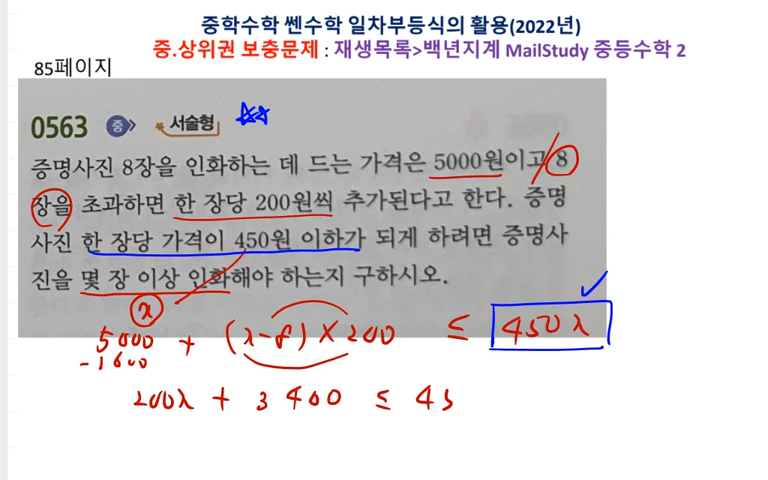 중학수학 쎈수학 일차부등식의 활용(2022년)
중.상위권 보충문제 : 재생목록>백년지계 MailStudy 중등수학 2
85페이지
0563 중 서술형
증명사진 8장을 인화하는 데 드는 가격은 5000원이고 8
장을 초과하면 한 장당 200원씩 추가된다고 한다. 증명
사진 한 장당 가격이 450원 이하가 되게 하려면 증명사
진을 몇 장 이상 인화해야 하는지 구하시오.
x
5000 + (x-8) × 200 ≤ 450x
-1600
200x + 3400 ≤ 45